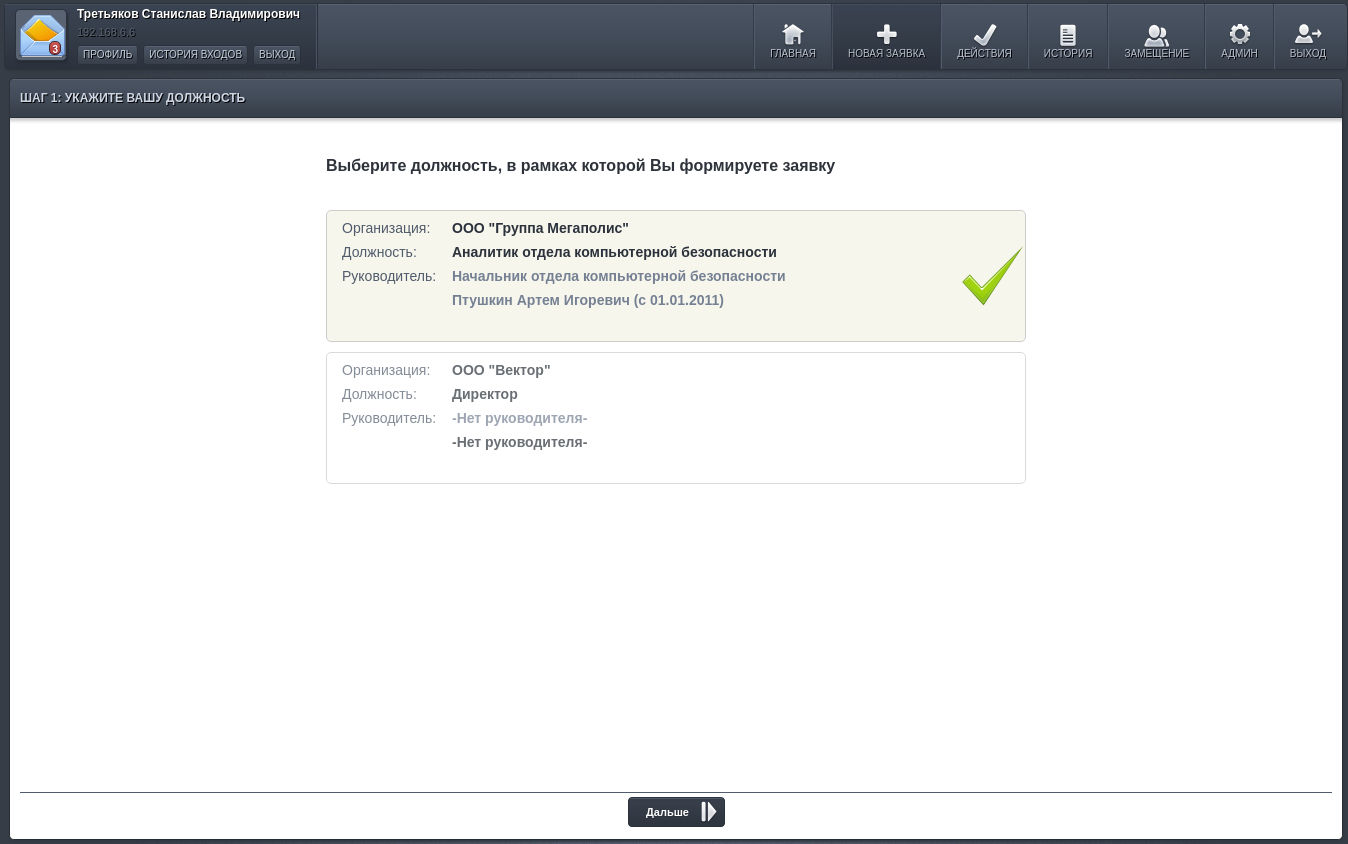 Третьяков Станислав Владимирович
192.168.6.6
ПРОФИЛЬ ИСТОРИЯ ВХОДОВ ВЫХОД
3
ГЛАВНАЯ НОВАЯ ЗАЯВКА ДЕЙСТВИЯ ИСТОРИЯ ЗАМЕЩЕНИЕ АДМИН ВЫХОД
ШАГ 1: УКАЖИТЕ ВАШУ ДОЛЖНОСТЬ
Выберите должность, в рамках которой Вы формируете заявку
Организация: ООО "Группа Мегаполис"
Должность: Аналитик отдела компьютерной безопасности
Руководитель: Начальник отдела компьютерной безопасности
Птушкин Артем Игоревич (с 01.01.2011)
Организация: ООО "Вектор"
Должность: Директор
Руководитель: -Нет руководителя-
-Нет руководителя-
Дальше